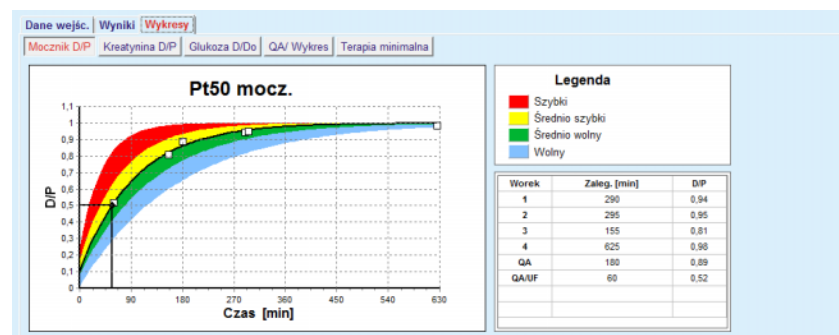 Dane wejśc. Wyniki Wykresy
Mocznik D/P Kreatynina D/P Glukoza D/Do QA/ Wykres Terapia minimalna
Pt50 mocz.
1,1
1
0,9
0,8
0,7
0,6
0,5
0,4
0,3
0,2
0,1
0
D/P
0 90 180 270 360 450 540 630
Czas [min]
Legenda
Szybki
Średnio szybki
Średnio wolny
Wolny
Worek Zaleg. [min] D/P
1 290 0,94
2 295 0,95
3 155 0,81
4 625 0,98
QA 180 0,89
QA/UF 60 0,52